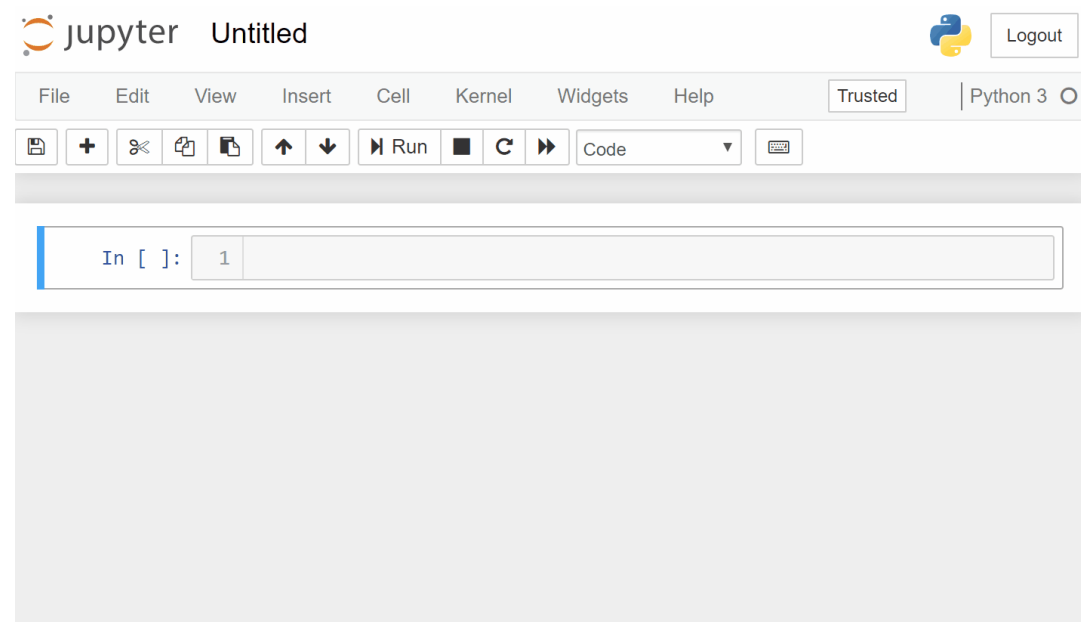 jupyter Untitled Logout
File Edit View Insert Cell Kernel Widgets Help Trusted Python 3
Run Code
In [ ]: 1